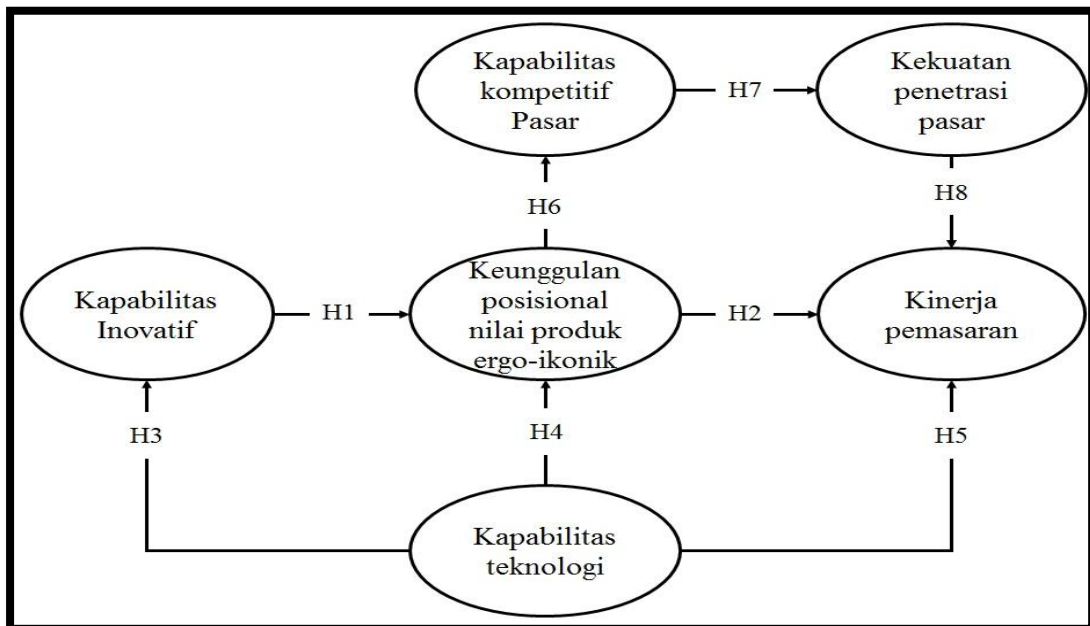 Kapabilitas
kompetitif
Pasar
H7
Kekuatan
penetrasi
pasar
H6
H8
Kapabilitas
Inovatif
H1
Keunggulan
posisional
nilai produk
ergo-ikonik
H2
Kinerja
pemasaran
H3
H4
H5
Kapabilitas
teknologi